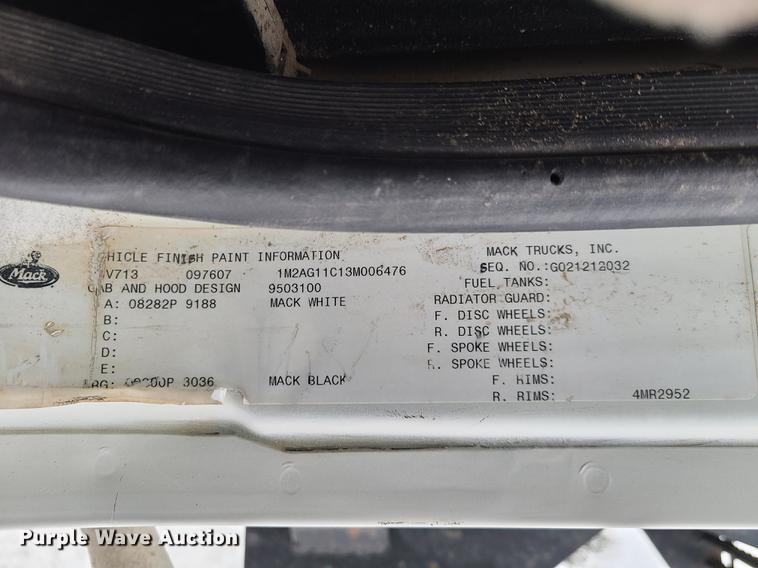 Mack
HICLE FINISH PAINT INFORMATION
V713 097607 1M2AG11C13M006476
AB AND HOOD DESIGN 9503100
A: 08282P 9188 MACK WHITE
B:
C:
D:
E:
3036 MACK BLACK
MACK TRUCKS, INC.
SEQ. NO.:G021212032
FUEL TANKS:
RADIATOR GUARD:
F. DISC WHEELS:
R. DISC WHEELS:
F. SPOKE WHEELS:
R. SPOKE WHEELS:
F. RIMS:
R. RIMS: 4MR2952
Purple Wave Auction